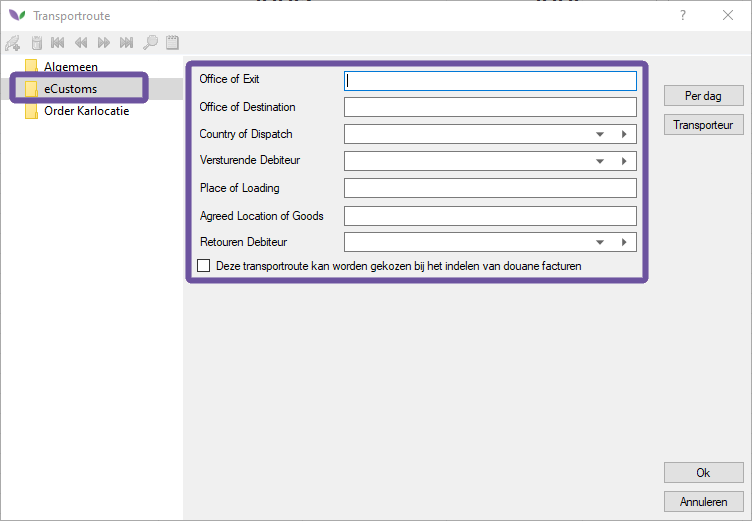 Transportroute
?
Algemeen
eCustoms
Order Karlocatie
Office of Exit
Office of Destination
Country of Dispatch
Versturende Debiteur
Place of Loading
Agreed Location of Goods
Retouren Debiteur
Deze transportroute kan worden gekozen bij het indelen van douane facturen
Per dag
Transporteur
Ok
Annuleren